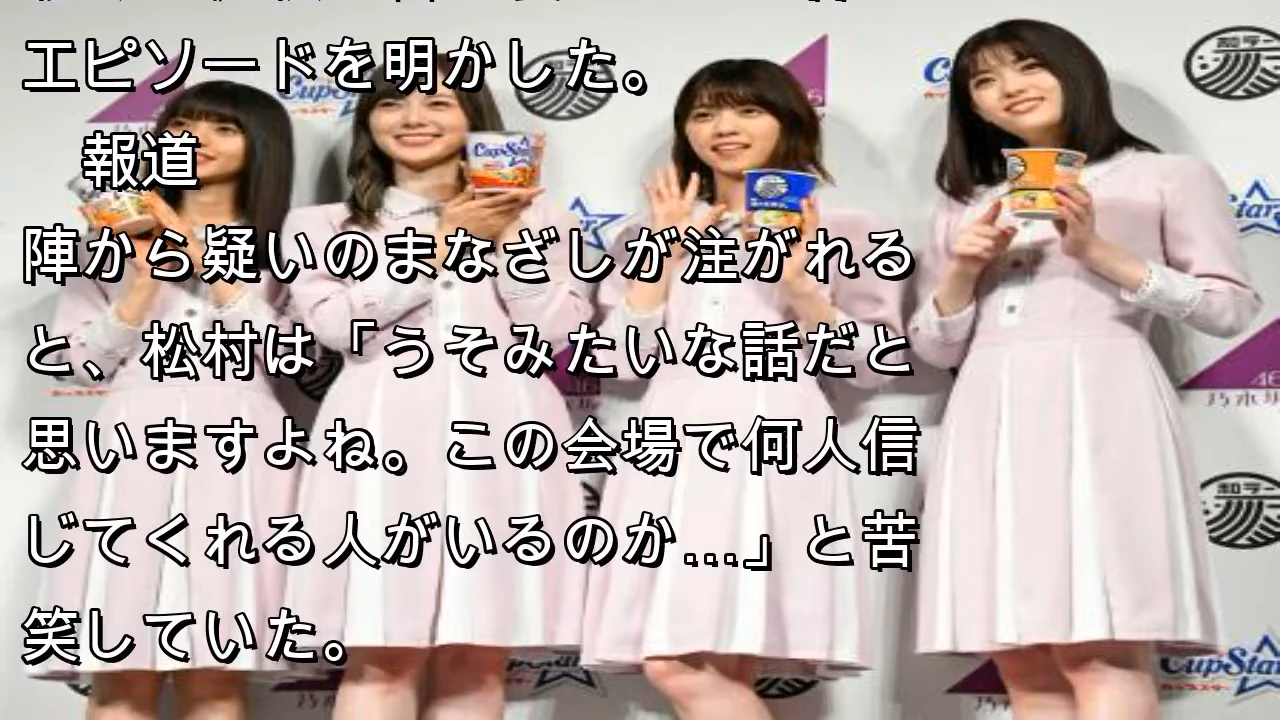 エピソードを明かした。
報道
陣から疑いのまなざしが注がれる
と、松村は「うそみたいな話だと
思いますよね。この会場で何人信
じてくれる人がいるのか…」と苦
笑していた。
CupStar
CupStar